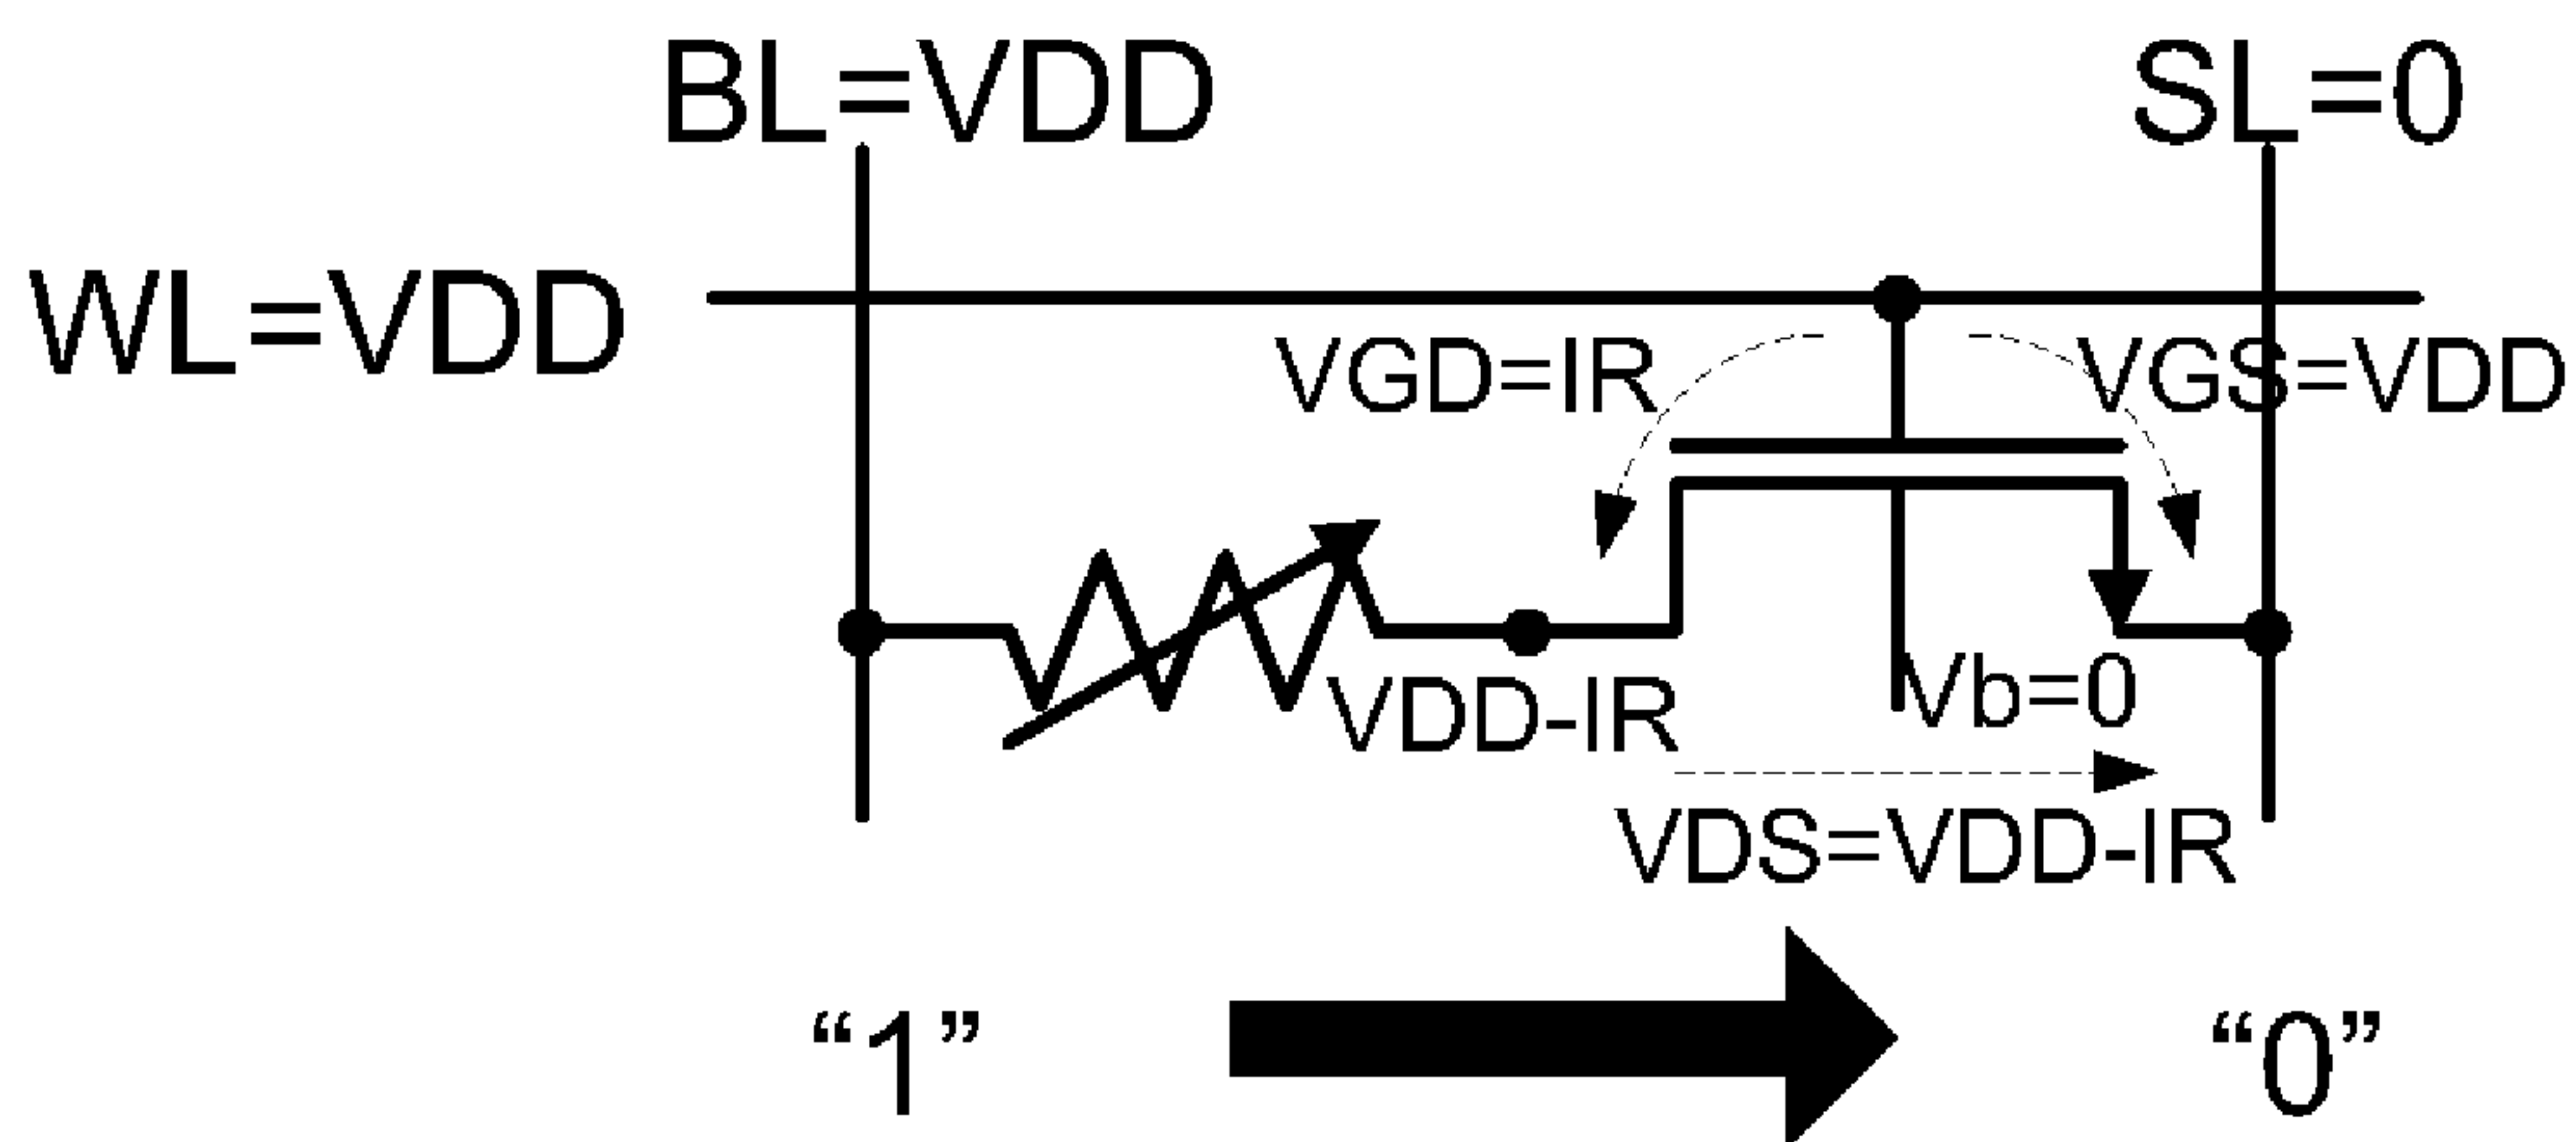 BL=VDD
SL=0
WL=VDD
VGD=IR
VGS=VDD
VDD-IR
Vb=0
VDS=VDD-IR
“1”
“0”